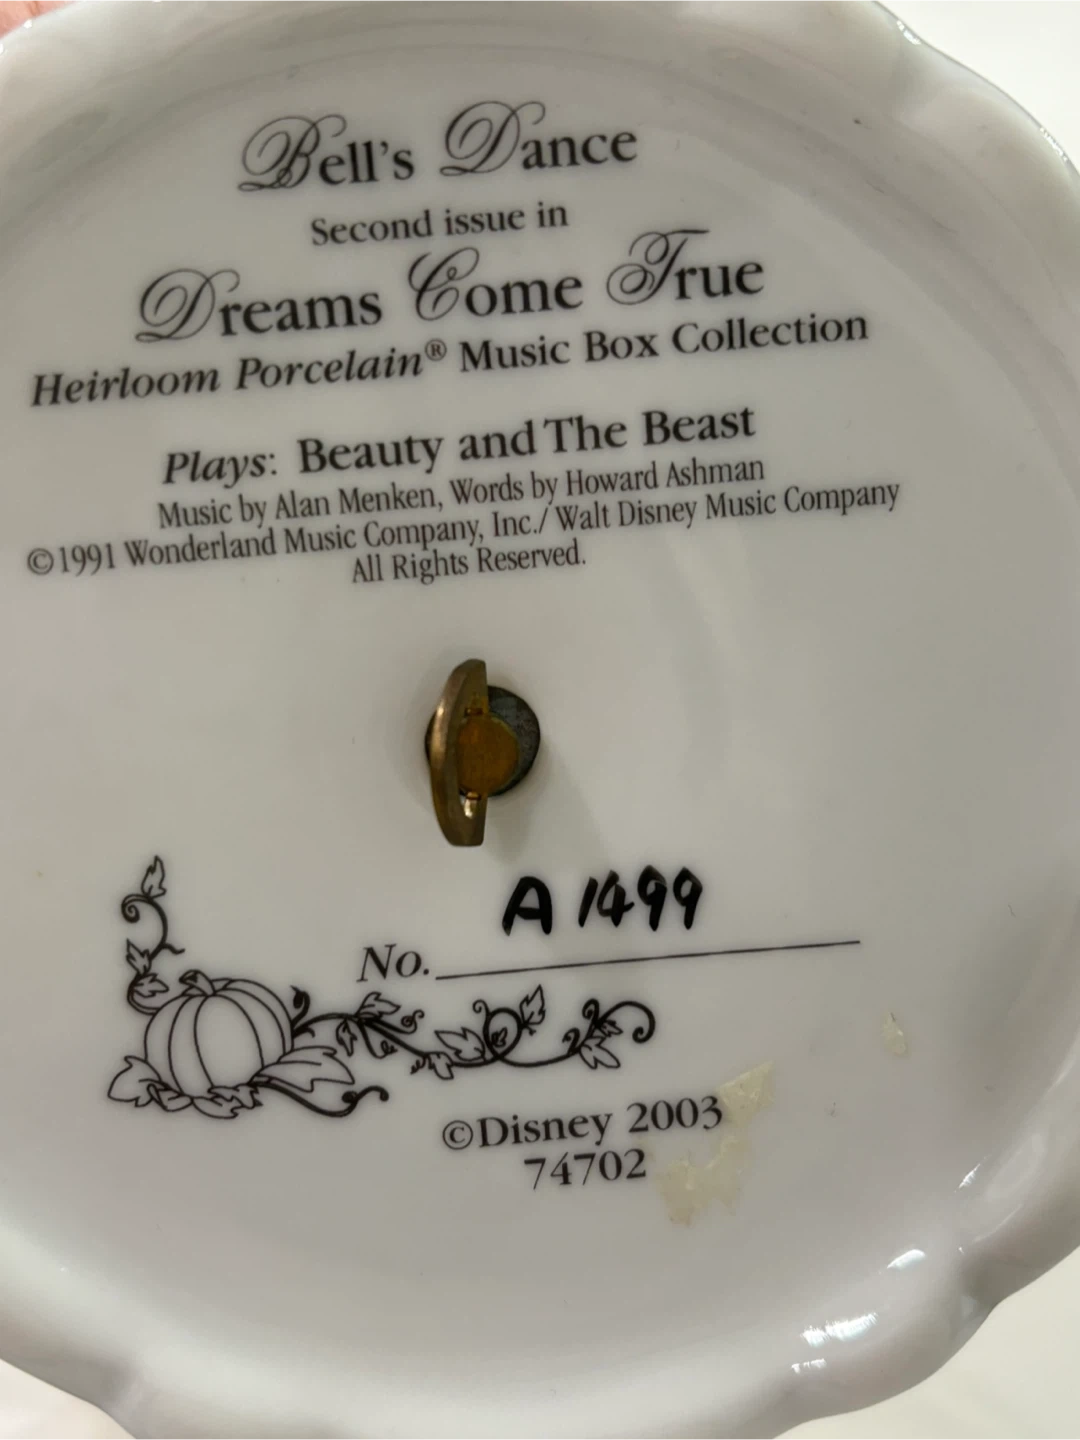 Bell's Dance
Second issue in
Dreams Come True
Heirloom Porcelain® Music Box Collection
Plays: Beauty and The Beast
Music by Alan Menken, Words by Howard Ashman
©1991 Wonderland Music Company, Inc./ Walt Disney Music Company
All Rights Reserved.
No. A 1499
©Disney 2003
74702